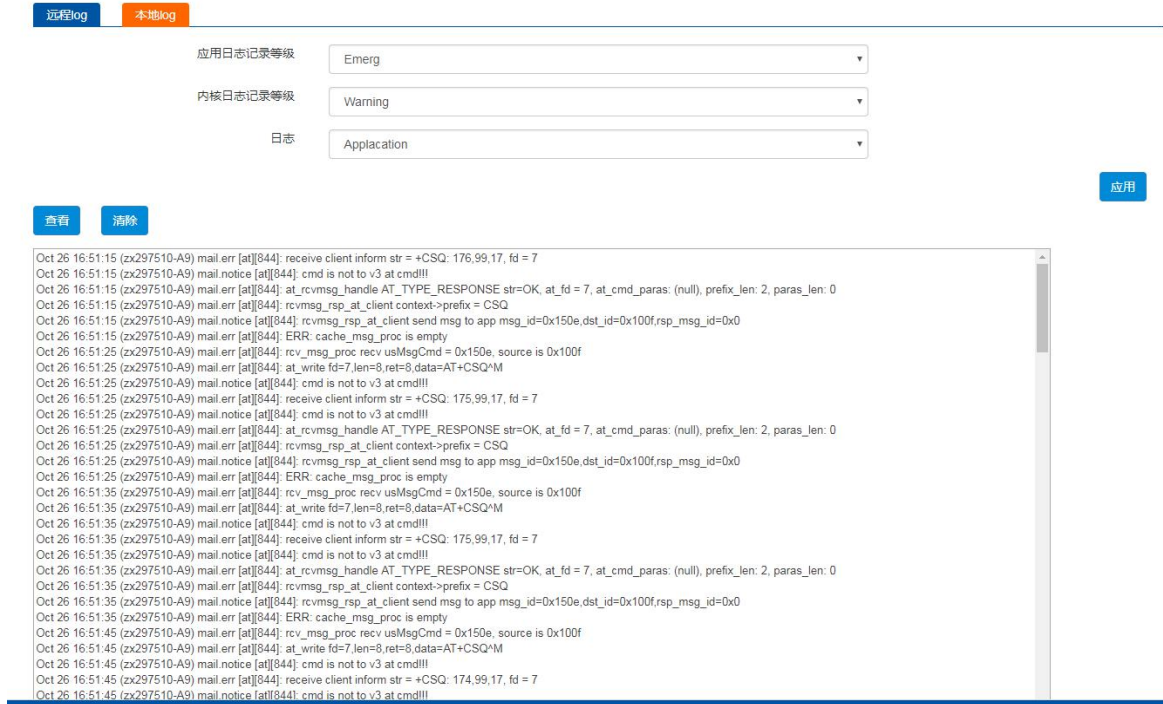 远程log 本地log
应用日志记录等级 Emerg
内核日志记录等级 Warning
日志 Applacation
应用
查看 清除
Oct 26 16:51:15 (zx297510-A9) mail.err [at][844]: receive client inform str = +CSQ: 176,99,17, fd = 7
Oct 26 16:51:15 (zx297510-A9) mail.notice [at][844]: cmd is not to v3 at cmd!!!
Oct 26 16:51:15 (zx297510-A9) mail.err [at][844]: at_rcvmsg_handle AT_TYPE_RESPONSE str=OK, at_fd = 7, at_cmd_paras: (null), prefix_len: 2, paras_len: 0
Oct 26 16:51:15 (zx297510-A9) mail.err [at][844]: rcvmsg_rsp_at_client context->prefix = CSQ
Oct 26 16:51:15 (zx297510-A9) mail.notice [at][844]: rcvmsg_rsp_at_client send msg to app msg_id=0x150e,dst_id=0x100f,rsp_msg_id=0x0
Oct 26 16:51:15 (zx297510-A9) mail.err [at][844]: ERR: cache_msg_proc is empty
Oct 26 16:51:25 (zx297510-A9) mail.err [at][844]: rcv_msg_proc recv usMsgCmd = 0x150e, source is 0x100f
Oct 26 16:51:25 (zx297510-A9) mail.err [at][844]: at_write fd=7,len=8,ret=8,data=AT+CSQ^M
Oct 26 16:51:25 (zx297510-A9) mail.notice [at][844]: cmd is not to v3 at cmd!!!
Oct 26 16:51:25 (zx297510-A9) mail.err [at][844]: receive client inform str = +CSQ: 175,99,17, fd = 7
Oct 26 16:51:25 (zx297510-A9) mail.notice [at][844]: cmd is not to v3 at cmd!!!
Oct 26 16:51:25 (zx297510-A9) mail.err [at][844]: at_rcvmsg_handle AT_TYPE_RESPONSE str=OK, at_fd = 7, at_cmd_paras: (null), prefix_len: 2, paras_len: 0
Oct 26 16:51:25 (zx297510-A9) mail.err [at][844]: rcvmsg_rsp_at_client context->prefix = CSQ
Oct 26 16:51:25 (zx297510-A9) mail.notice [at][844]: rcvmsg_rsp_at_client send msg to app msg_id=0x150e,dst_id=0x100f,rsp_msg_id=0x0
Oct 26 16:51:25 (zx297510-A9) mail.err [at][844]: ERR: cache_msg_proc is empty
Oct 26 16:51:35 (zx297510-A9) mail.err [at][844]: rcv_msg_proc recv usMsgCmd = 0x150e, source is 0x100f
Oct 26 16:51:35 (zx297510-A9) mail.err [at][844]: at_write fd=7,len=8,ret=8,data=AT+CSQ^M
Oct 26 16:51:35 (zx297510-A9) mail.notice [at][844]: cmd is not to v3 at cmd!!!
Oct 26 16:51:35 (zx297510-A9) mail.err [at][844]: receive client inform str = +CSQ: 175,99,17, fd = 7
Oct 26 16:51:35 (zx297510-A9) mail.notice [at][844]: cmd is not to v3 at cmd!!!
Oct 26 16:51:35 (zx297510-A9) mail.err [at][844]: at_rcvmsg_handle AT_TYPE_RESPONSE str=OK, at_fd = 7, at_cmd_paras: (null), prefix_len: 2, paras_len: 0
Oct 26 16:51:35 (zx297510-A9) mail.err [at][844]: rcvmsg_rsp_at_client context->prefix = CSQ
Oct 26 16:51:35 (zx297510-A9) mail.notice [at][844]: rcvmsg_rsp_at_client send msg to app msg_id=0x150e,dst_id=0x100f,rsp_msg_id=0x0
Oct 26 16:51:35 (zx297510-A9) mail.err [at][844]: ERR: cache_msg_proc is empty
Oct 26 16:51:45 (zx297510-A9) mail.err [at][844]: rcv_msg_proc recv usMsgCmd = 0x150e, source is 0x100f
Oct 26 16:51:45 (zx297510-A9) mail.err [at][844]: at_write fd=7,len=8,ret=8,data=AT+CSQ^M
Oct 26 16:51:45 (zx297510-A9) mail.notice [at][844]: cmd is not to v3 at cmd!!!
Oct 26 16:51:45 (zx297510-A9) mail.err [at][844]: receive client inform str = +CSQ: 174,99,17, fd = 7
Oct 26 16:51:45 (zx297510-A9) mail.notice [at][844]: cmd is not to v3 at cmd!!!